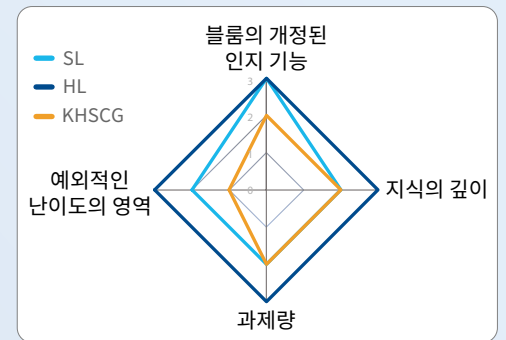 블룸의 개정된
인지 기능
SL
HL
KHSCG
3
2
1
0
예외적인
난이도의 영역
지식의 깊이
과제량